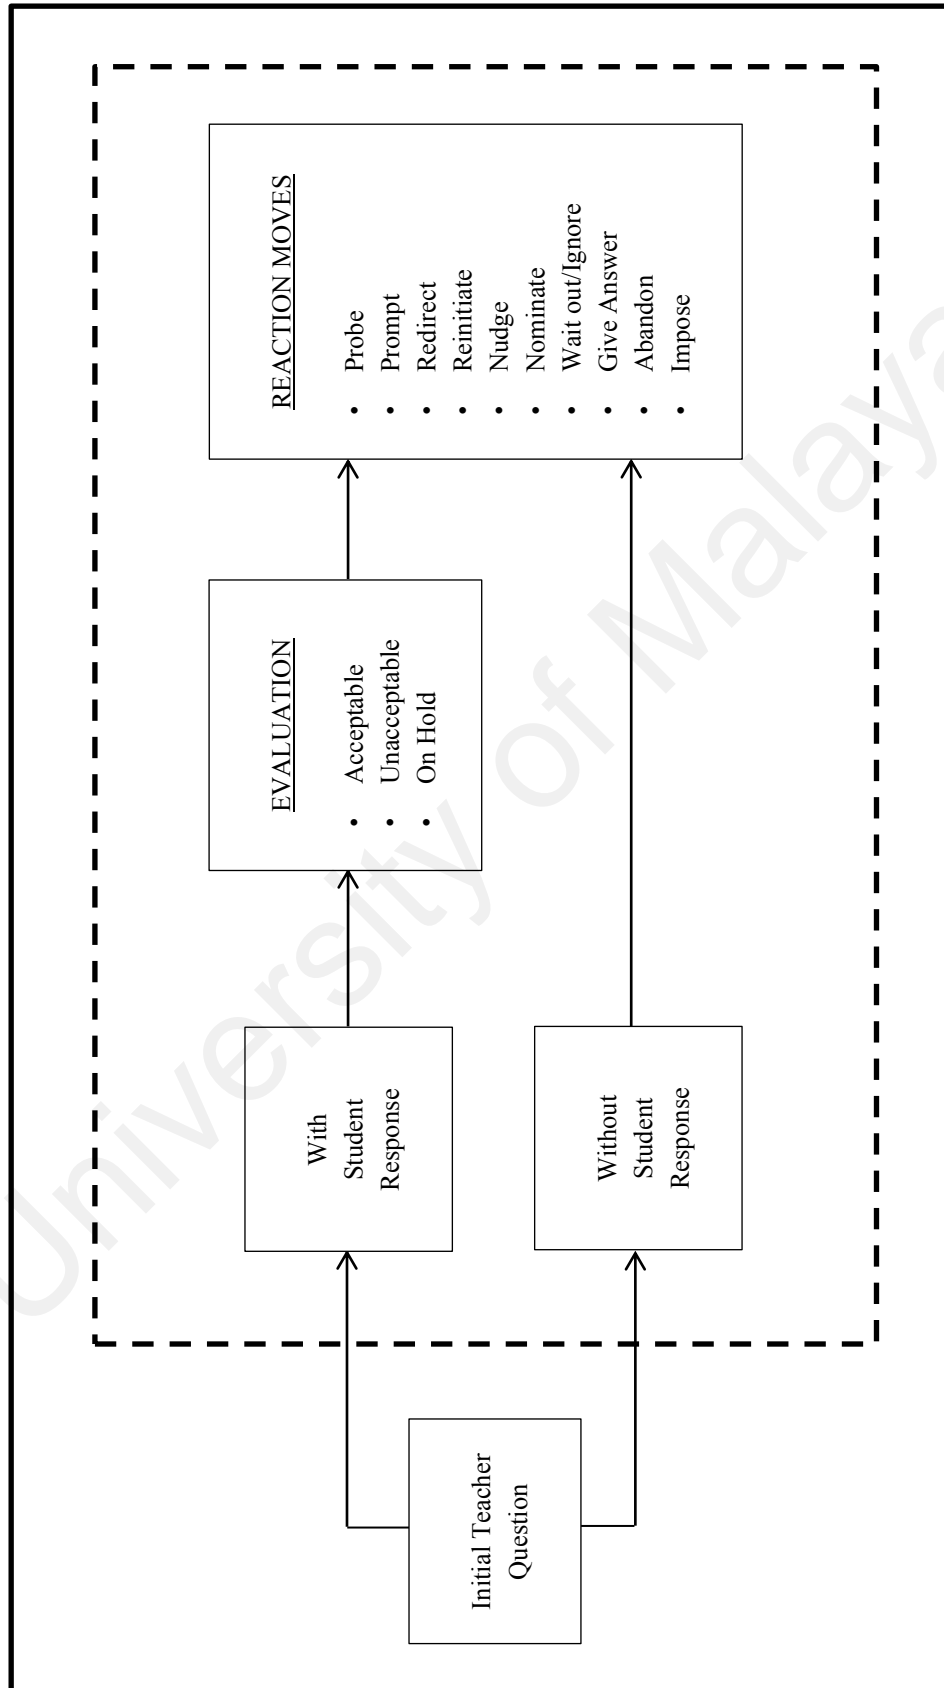 Initial Teacher
Question
With
Student
Response
Without
Student
Response
EVALUATION
• Acceptable
• Unacceptable
• On Hold
REACTION MOVES
• Probe
• Prompt
• Redirect
• Reinitiate
• Nudge
• Nominate
• Wait out/Ignore
• Give Answer
• Abandon
• Impose
University of Malaya